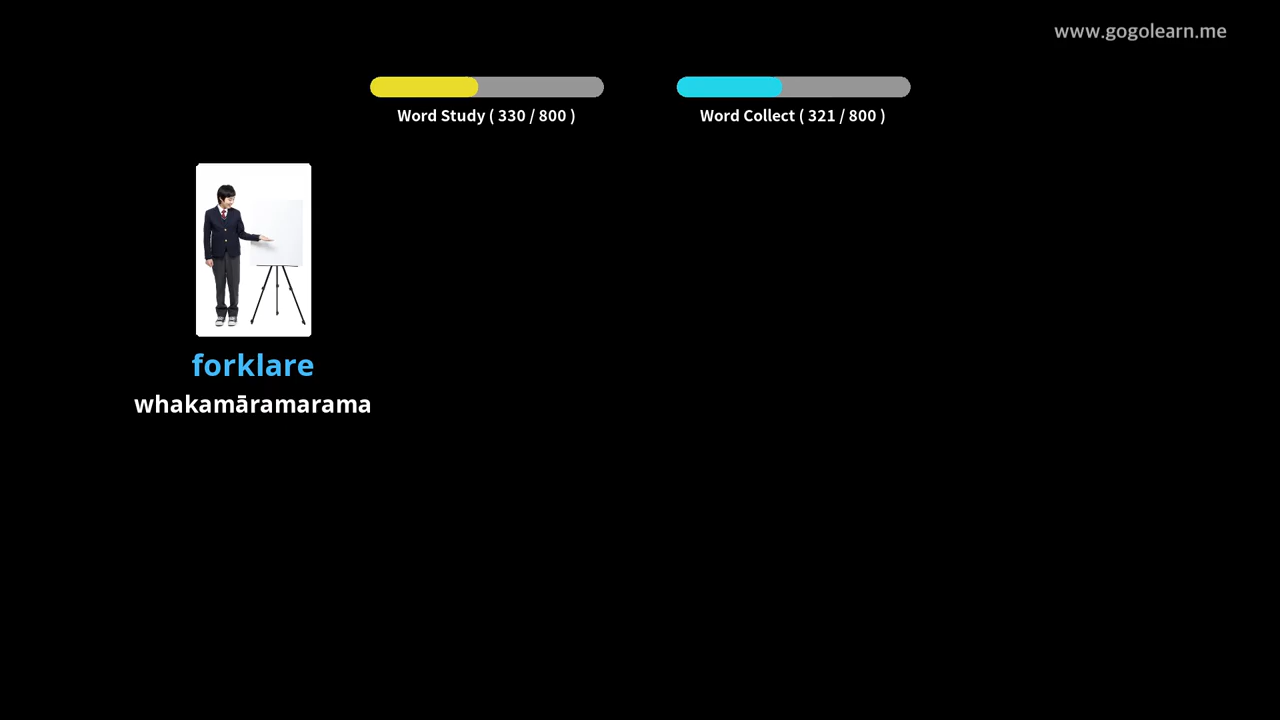 www.gogolearn.me
Word Study ( 330 / 800 )
Word Collect ( 321 / 800 )
forklare
whakamāramarama